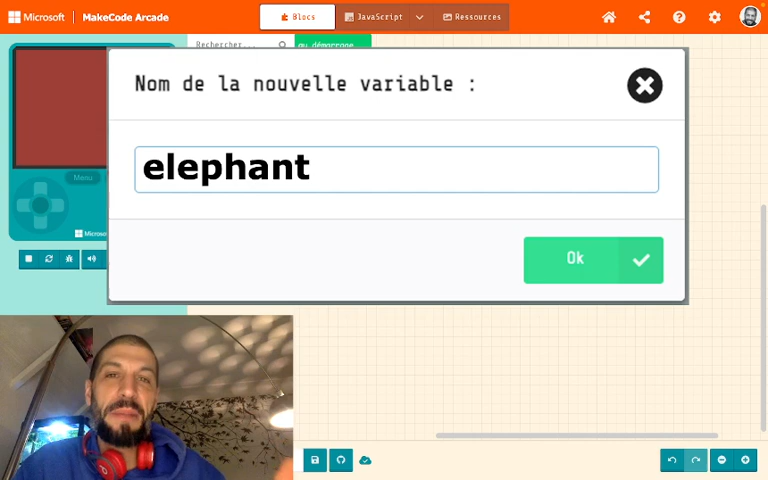 Microsoft MakeCode Arcade Blocs JavaScript Ressources
Rechercher... au démarrage
Nom de la nouvelle variable :
elephant
Menu
Ok